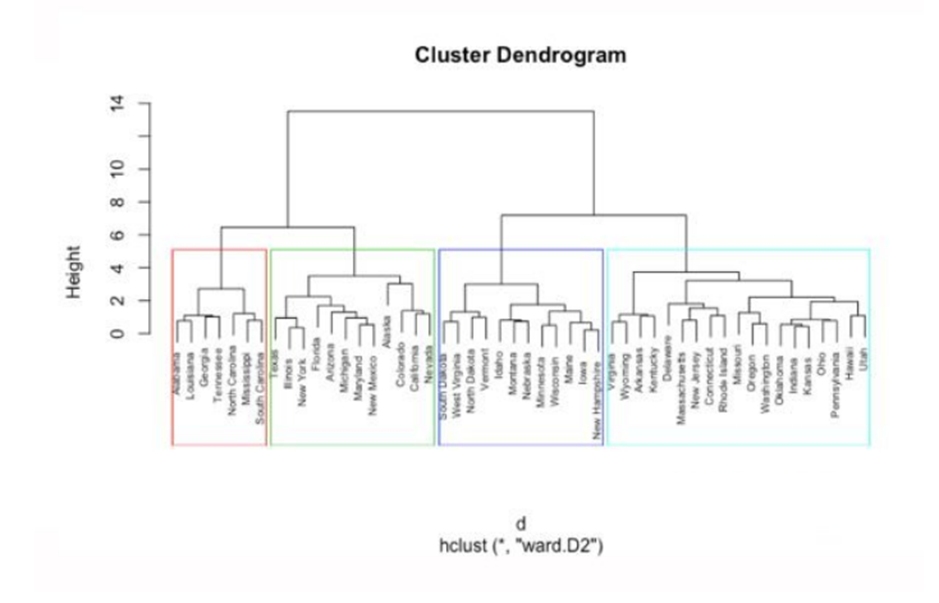 Cluster Dendrogram
Height
14
10
8
6
4
2
0
Alabama
Louisiana
Georgia
Tennessee
North Carolina
Mississippi
South Carolina
Texas
Illinois
New York
Florida
Arizona
Michigan
Maryland
New Mexico
Alaska
Colorado
California
Nevada
South Dakota
West Virginia
North Dakota
Vermont
Idaho
Montana
Nebraska
Minnesota
Wisconsin
Maine
Iowa
New Hampshire
Virginia
Wyoming
Arkansas
Kentucky
Delaware
Massachusetts
New Jersey
Connecticut
Rhode Island
Missouri
Oregon
Washington
Oklahoma
Indiana
Kansas
Ohio
Pennsylvania
Hawaii
Utah
d
hclust (*, "ward.D2")